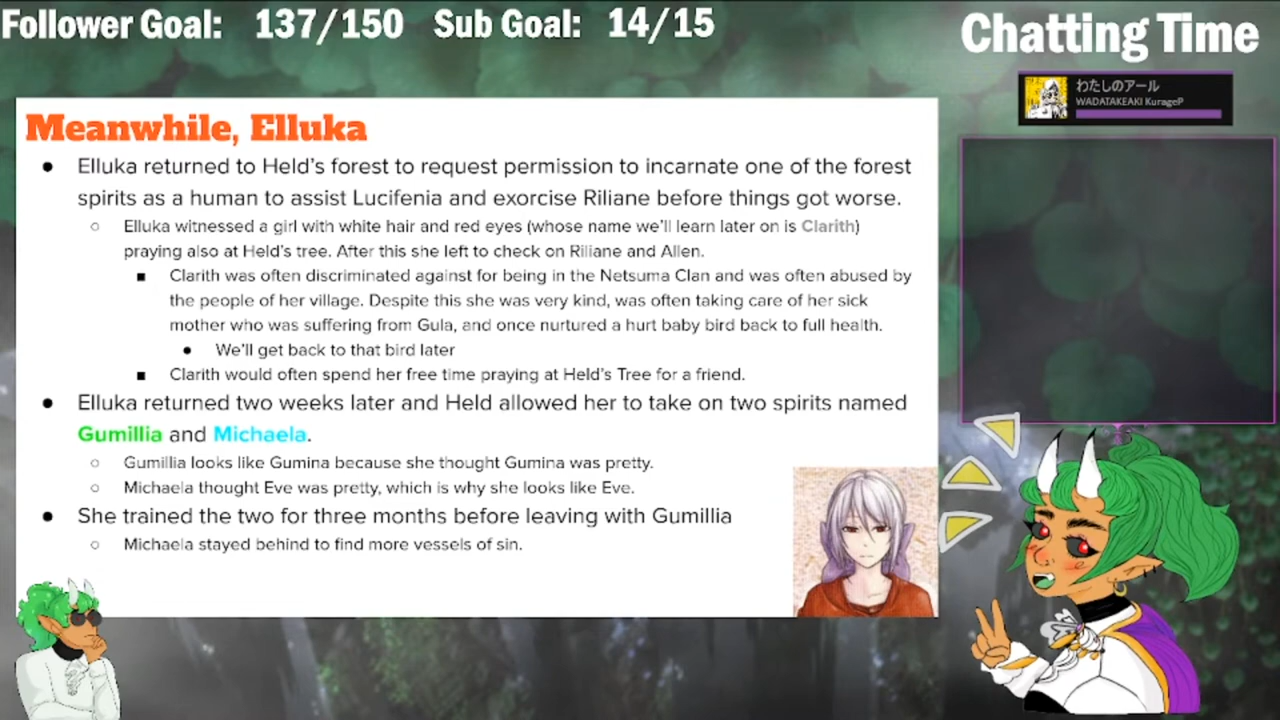 Follower Goal: 137/150 Sub Goal: 14/15
Chatting Time
わたしのアール
WADATAKEAKI KurageP
Meanwhile, Elluka
● Elluka returned to Held's forest to request permission to incarnate one of the forest
spirits as a human to assist Lucifenia and exorcise Riliane before things got worse.
○ Elluka witnessed a girl with white hair and red eyes (whose name we'll learn later on is Clarith)
praying also at Held's tree. After this she left to check on Riliane and Allen.
■ Clarith was often discriminated against for being in the Netsuma Clan and was often abused by
the people of her village. Despite this she was very kind, was often taking care of her sick
mother who was suffering from Gula, and once nurtured a hurt baby bird back to full health.
● We'll get back to that bird later
■ Clarith would often spend her free time praying at Held's Tree for a friend.
● Elluka returned two weeks later and Held allowed her to take on two spirits named
Gumillia and Michaela.
○ Gumillia looks like Gumina because she thought Gumina was pretty.
○ Michaela thought Eve was pretty, which is why she looks like Eve.
● She trained the two for three months before leaving with Gumillia
○ Michaela stayed behind to find more vessels of sin.